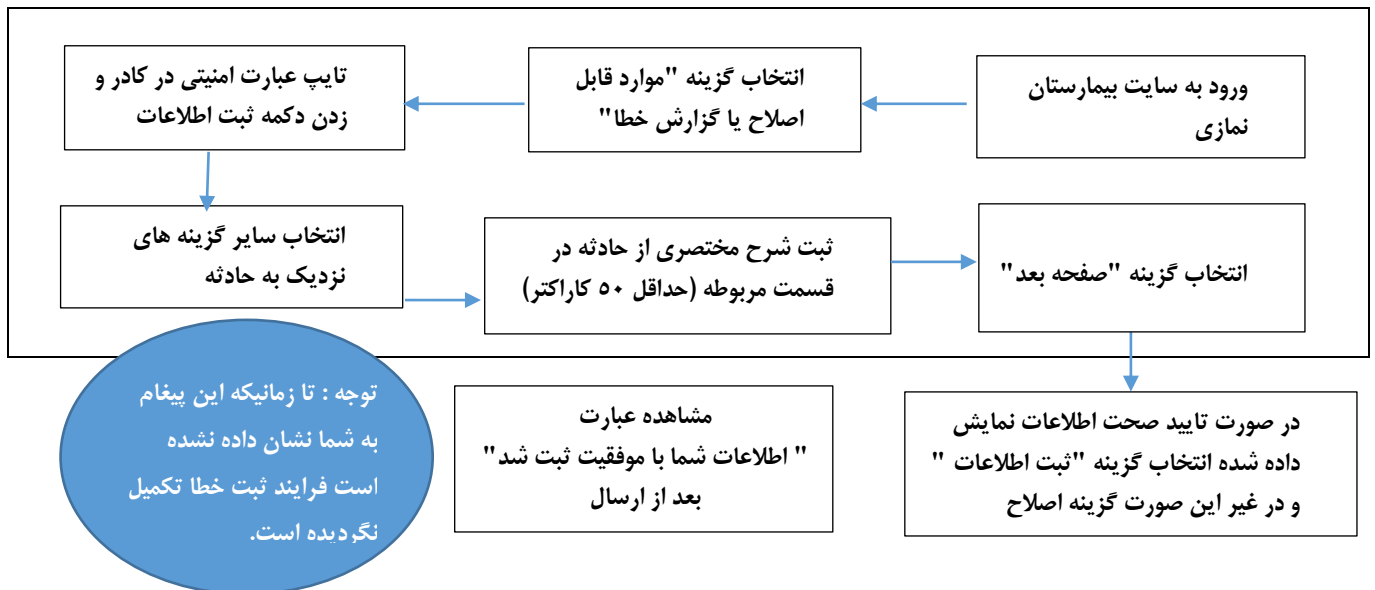 ورود به سایت بیمارستان
نمازی
انتخاب گزینه "موارد قابل
اصلاح یا گزارش خطا"
تایپ عبارت امنیتی در کادر و
زدن دکمه ثبت اطلاعات
انتخاب سایر گزینه های
نزدیک به حادثه
ثبت شرح مختصری از حادثه در
قسمت مربوطه (حداقل ۵۰ کاراکتر)
انتخاب گزینه "صفحه بعد"
در صورت تایید صحت اطلاعات نمایش
داده شده انتخاب گزینه "ثبت اطلاعات "
و در غیر این صورت گزینه اصلاح
مشاهده عبارت
" اطلاعات شما با موفقیت ثبت شد"
بعد از ارسال
توجه : تا زمانیکه این پیغام
به شما نشان داده نشده
است فرایند ثبت خطا تکمیل
نگردیده است.